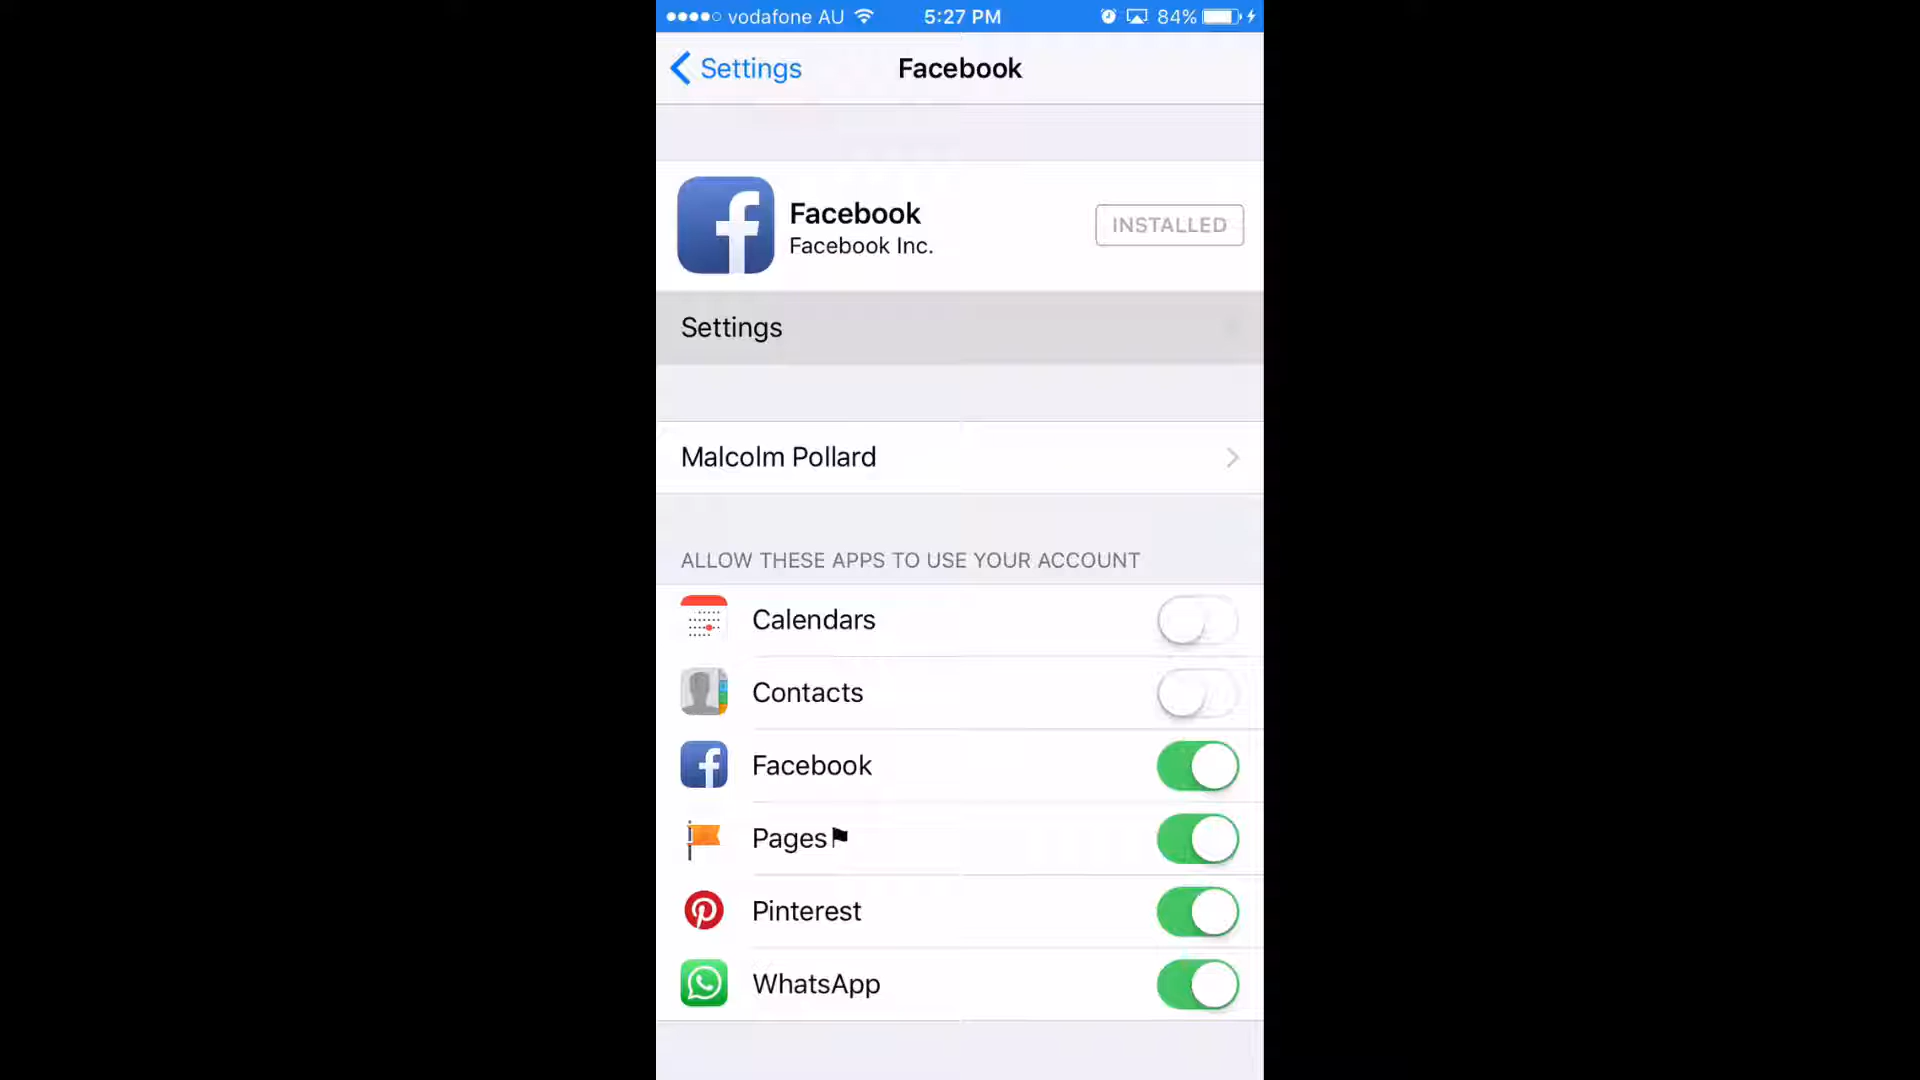 vodafone AU 5:27 PM 84%
Settings Facebook
Facebook
Facebook Inc.
INSTALLED
Settings
Malcolm Pollard
ALLOW THESE APPS TO USE YOUR ACCOUNT
Calendars
Contacts
Facebook
Pages⚑
Pinterest
WhatsApp